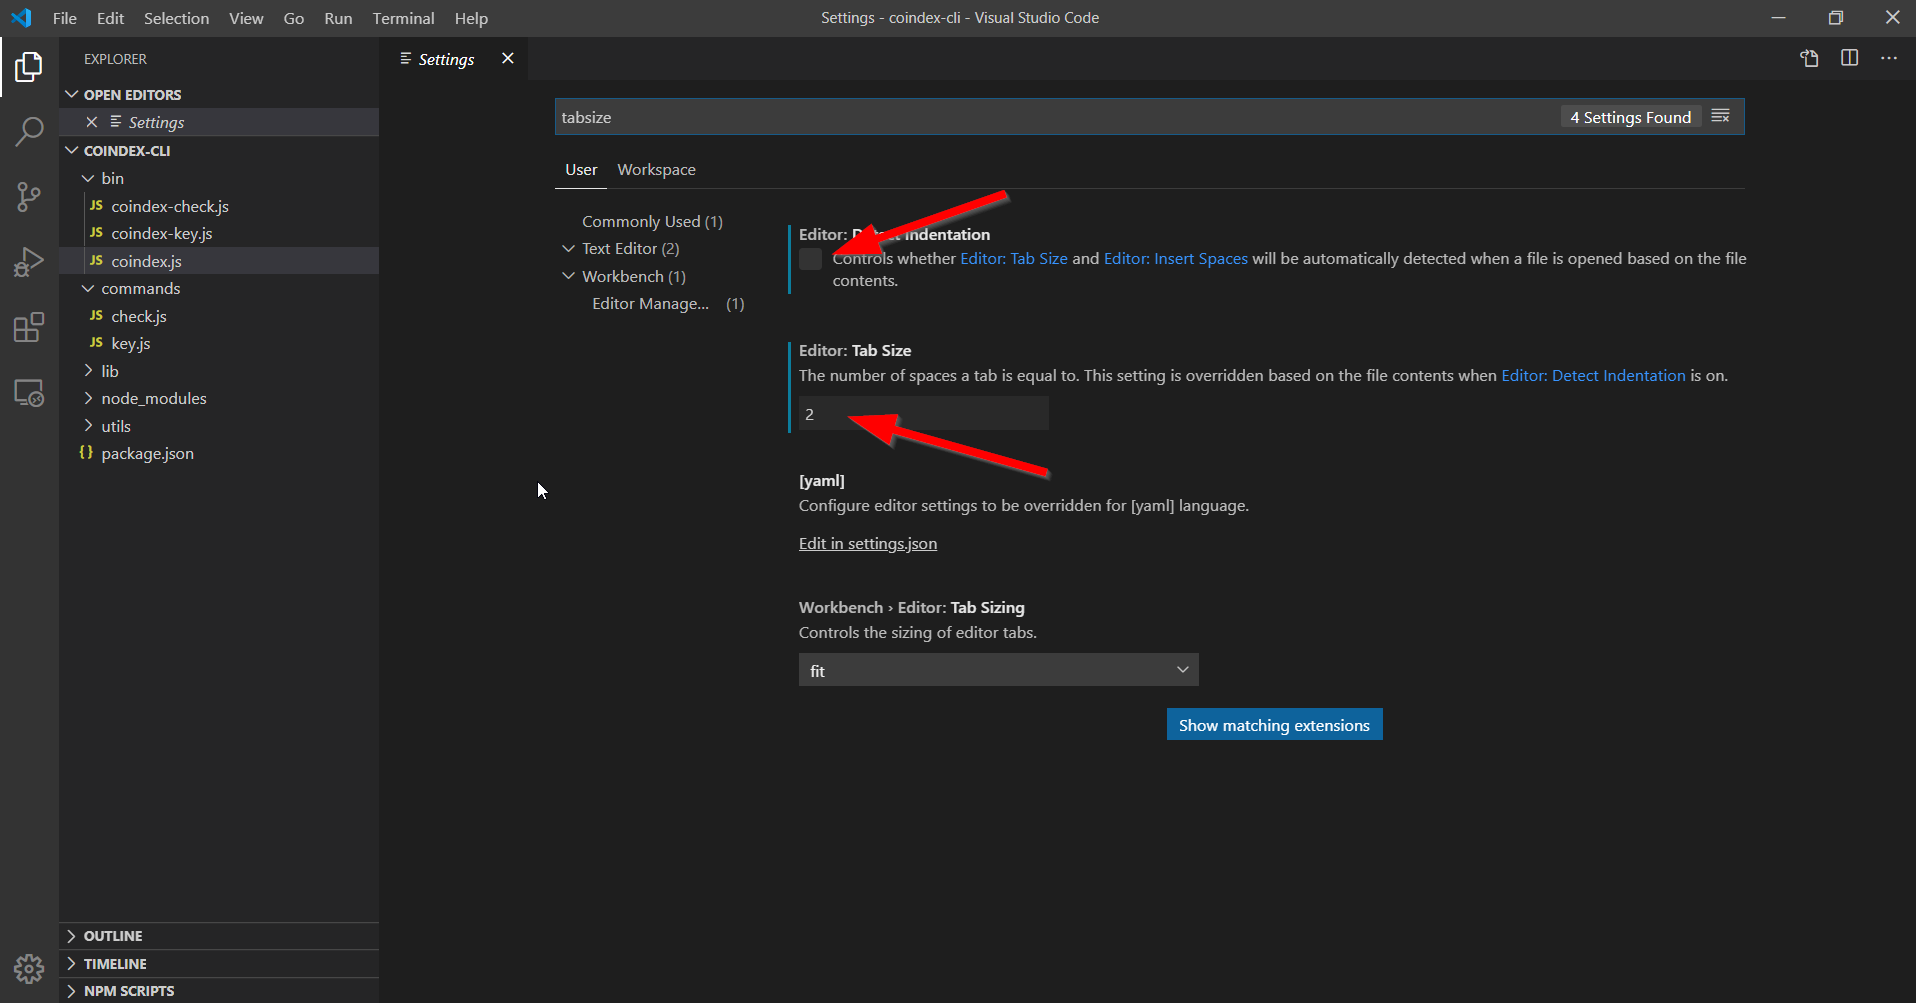 File Edit Selection View Go Run Terminal Help
Settings - coindex-cli - Visual Studio Code
EXPLORER
OPEN EDITORS
Settings
COINDEX-CLI
bin
JS coindex-check.js
JS coindex-key.js
JS coindex.js
commands
JS check.js
JS key.js
lib
node_modules
utils
{} package.json
OUTLINE
TIMELINE
NPM SCRIPTS
Settings
tabsize
4 Settings Found
User Workspace
Commonly Used (1)
Text Editor (2)
Workbench (1)
Editor Manage... (1)
Editor: Detect Indentation
Controls whether Editor: Tab Size and Editor: Insert Spaces will be automatically detected when a file is opened based on the file
contents.
Editor: Tab Size
The number of spaces a tab is equal to. This setting is overridden based on the file contents when Editor: Detect Indentation is on.
2
[yaml]
Configure editor settings to be overridden for [yaml] language.
Edit in settings.json
Workbench › Editor: Tab Sizing
Controls the sizing of editor tabs.
fit
Show matching extensions